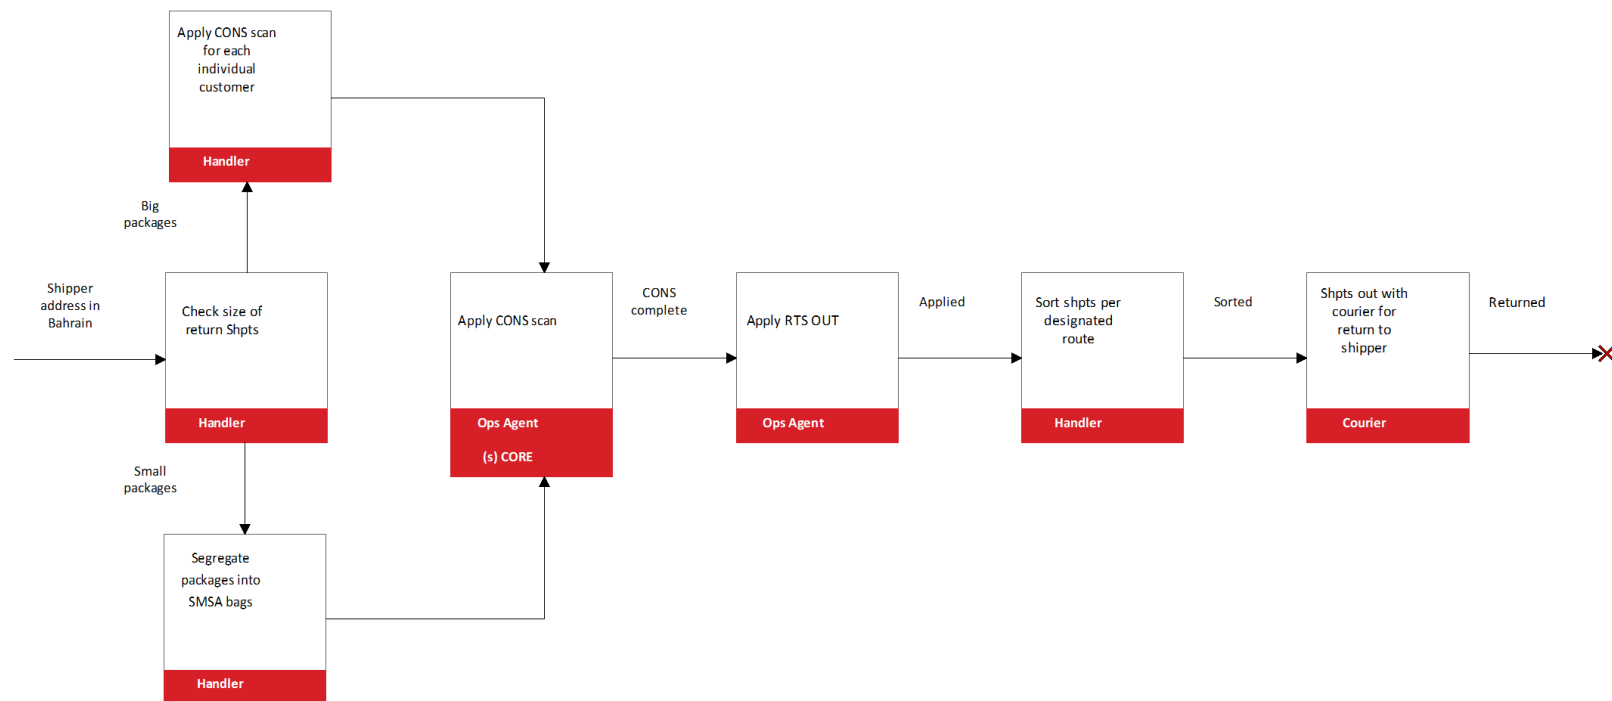 Apply CONS scan
for each
individual
customer
Handler
Big
packages
Shipper
address in
Bahrain
Check size of
return Shpts
Handler
Small
packages
Segregate
packages into
SMSA bags
Handler
Apply CONS scan
Ops Agent
(s) CORE
CONS
complete
Apply RTS OUT
Ops Agent
Applied
Sort shpts per
designated
route
Handler
Sorted
Shpts out with
courier for
return to
shipper
Courier
Returned